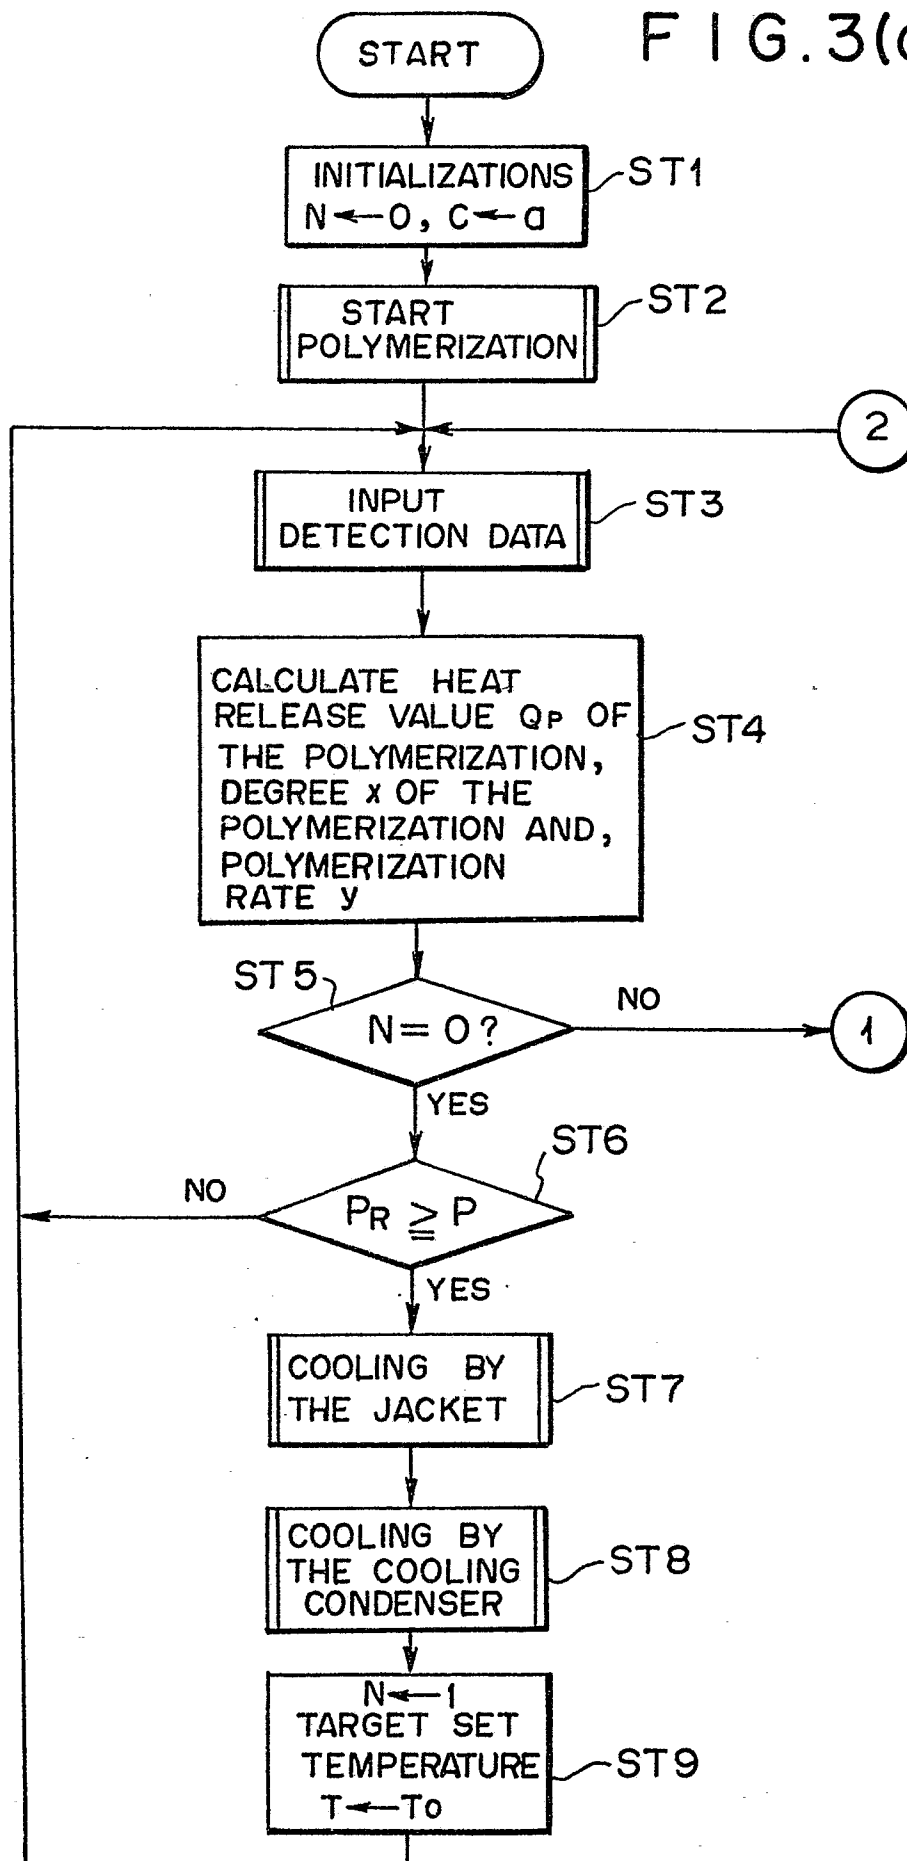 FIG.3(a
START
INITIALIZATIONS
N←0, C←a
ST1
START
POLYMERIZATION
ST2
2
INPUT
DETECTION DATA
ST3
CALCULATE HEAT
RELEASE VALUE QP OF
THE POLYMERIZATION,
DEGREE x OF THE
POLYMERIZATION AND,
POLYMERIZATION
RATE y
ST4
ST5
N=0?
NO
1
YES
ST6
PR ≧ P
NO
YES
COOLING BY
THE JACKET
ST7
COOLING BY
THE COOLING
CONDENSER
ST8
N←1
TARGET SET
TEMPERATURE
T←To
ST9